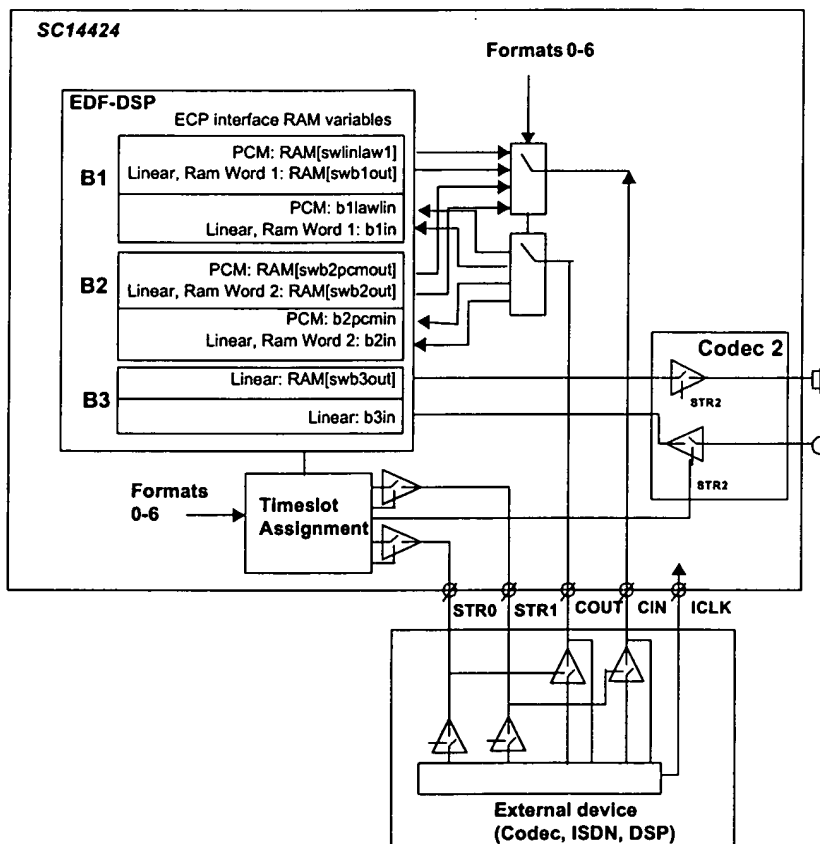 SC14424
Formats 0-6
EDF-DSP
ECP interface RAM variables
B1
PCM: RAM[swlinlaw1]
Linear, Ram Word 1: RAM[swb1out]
PCM: b1lawlin
Linear, Ram Word 1: b1in
B2
PCM: RAM[swb2pcmout]
Linear, Ram Word 2: RAM[swb2out]
PCM: b2pcmin
Linear, Ram Word 2: b2in
B3
Linear: RAM[swb3out]
Linear: b3in
Codec 2
STR2
STR2
Formats
0-6
Timeslot
Assignment
STR0
STR1
COUT
CIN
ICLK
External device
(Codec, ISDN, DSP)